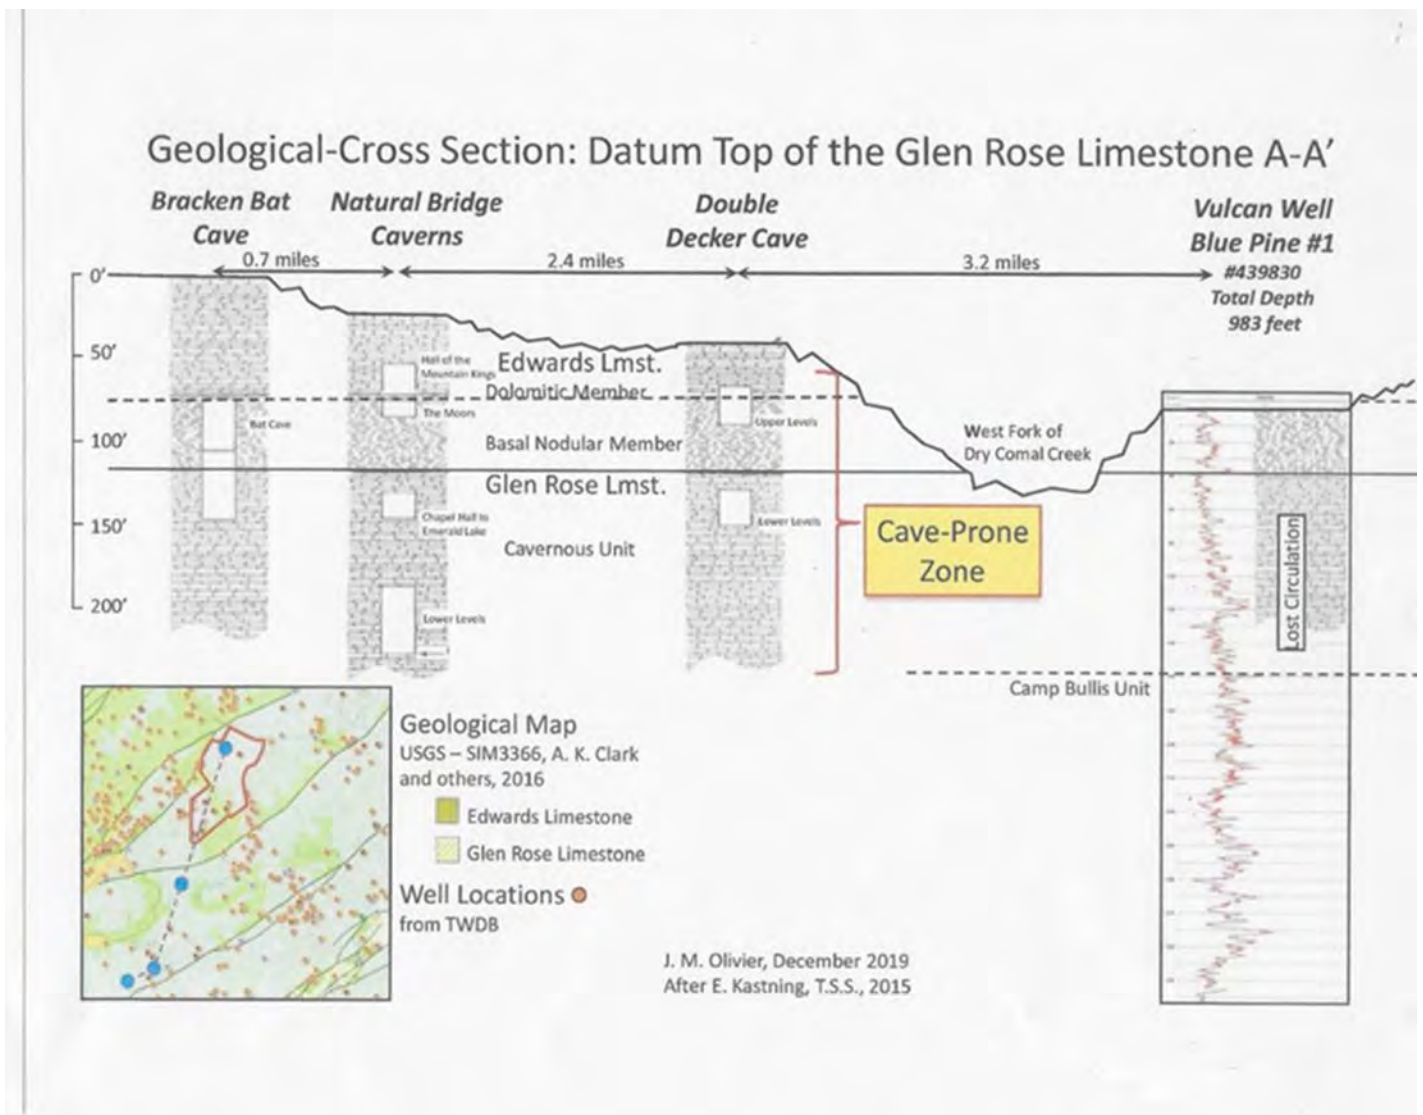 Geological-Cross Section: Datum Top of the Glen Rose Limestone A-A'
Bracken Bat
Cave
Natural Bridge
Caverns
Double
Decker Cave
Vulcan Well
Blue Pine #1
#439830
Total Depth
983 feet
0.7 miles
2.4 miles
3.2 miles
0'
50'
100'
150'
200'
Hall of the
Mountain Kings
Edwards Lmst.
Dolomitic Member
The Moors
Bat Cave
Upper Levels
Basal Nodular Member
West Fork of
Dry Comal Creek
Glen Rose Lmst.
Chapel Hall to
Emerald Lake
Lower Levels
Cavernous Unit
Cave-Prone
Zone
Lost Circulation
Lower Levels
Camp Bullis Unit
Geological Map
USGS – SIM3366, A. K. Clark
and others, 2016
Edwards Limestone
Glen Rose Limestone
Well Locations
from TWDB
J. M. Olivier, December 2019
After E. Kastning, T.S.S., 2015